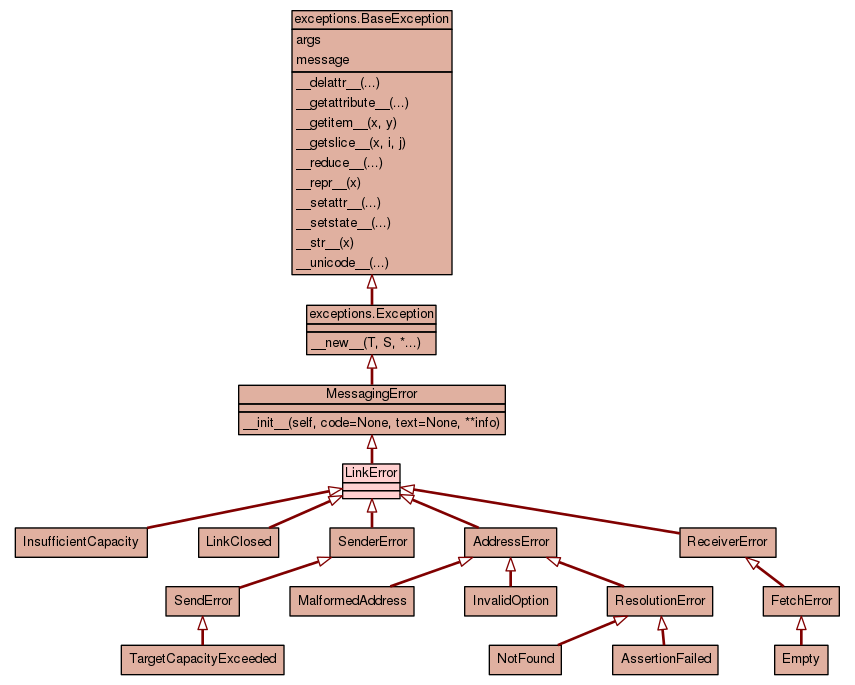 exceptions.BaseException
args
message
__delattr__(...)
__getattribute__(...)
__getitem__(x, y)
__getslice__(x, i, j)
__reduce__(...)
__repr__(x)
__setattr__(...)
__setstate__(...)
__str__(x)
__unicode__(...)
exceptions.Exception
__new__(T, S, *...)
MessagingError
__init__(self, code=None, text=None, **info)
LinkError
InsufficientCapacity
LinkClosed
SenderError
AddressError
ReceiverError
SendError
MalformedAddress
InvalidOption
ResolutionError
FetchError
TargetCapacityExceeded
NotFound
AssertionFailed
Empty